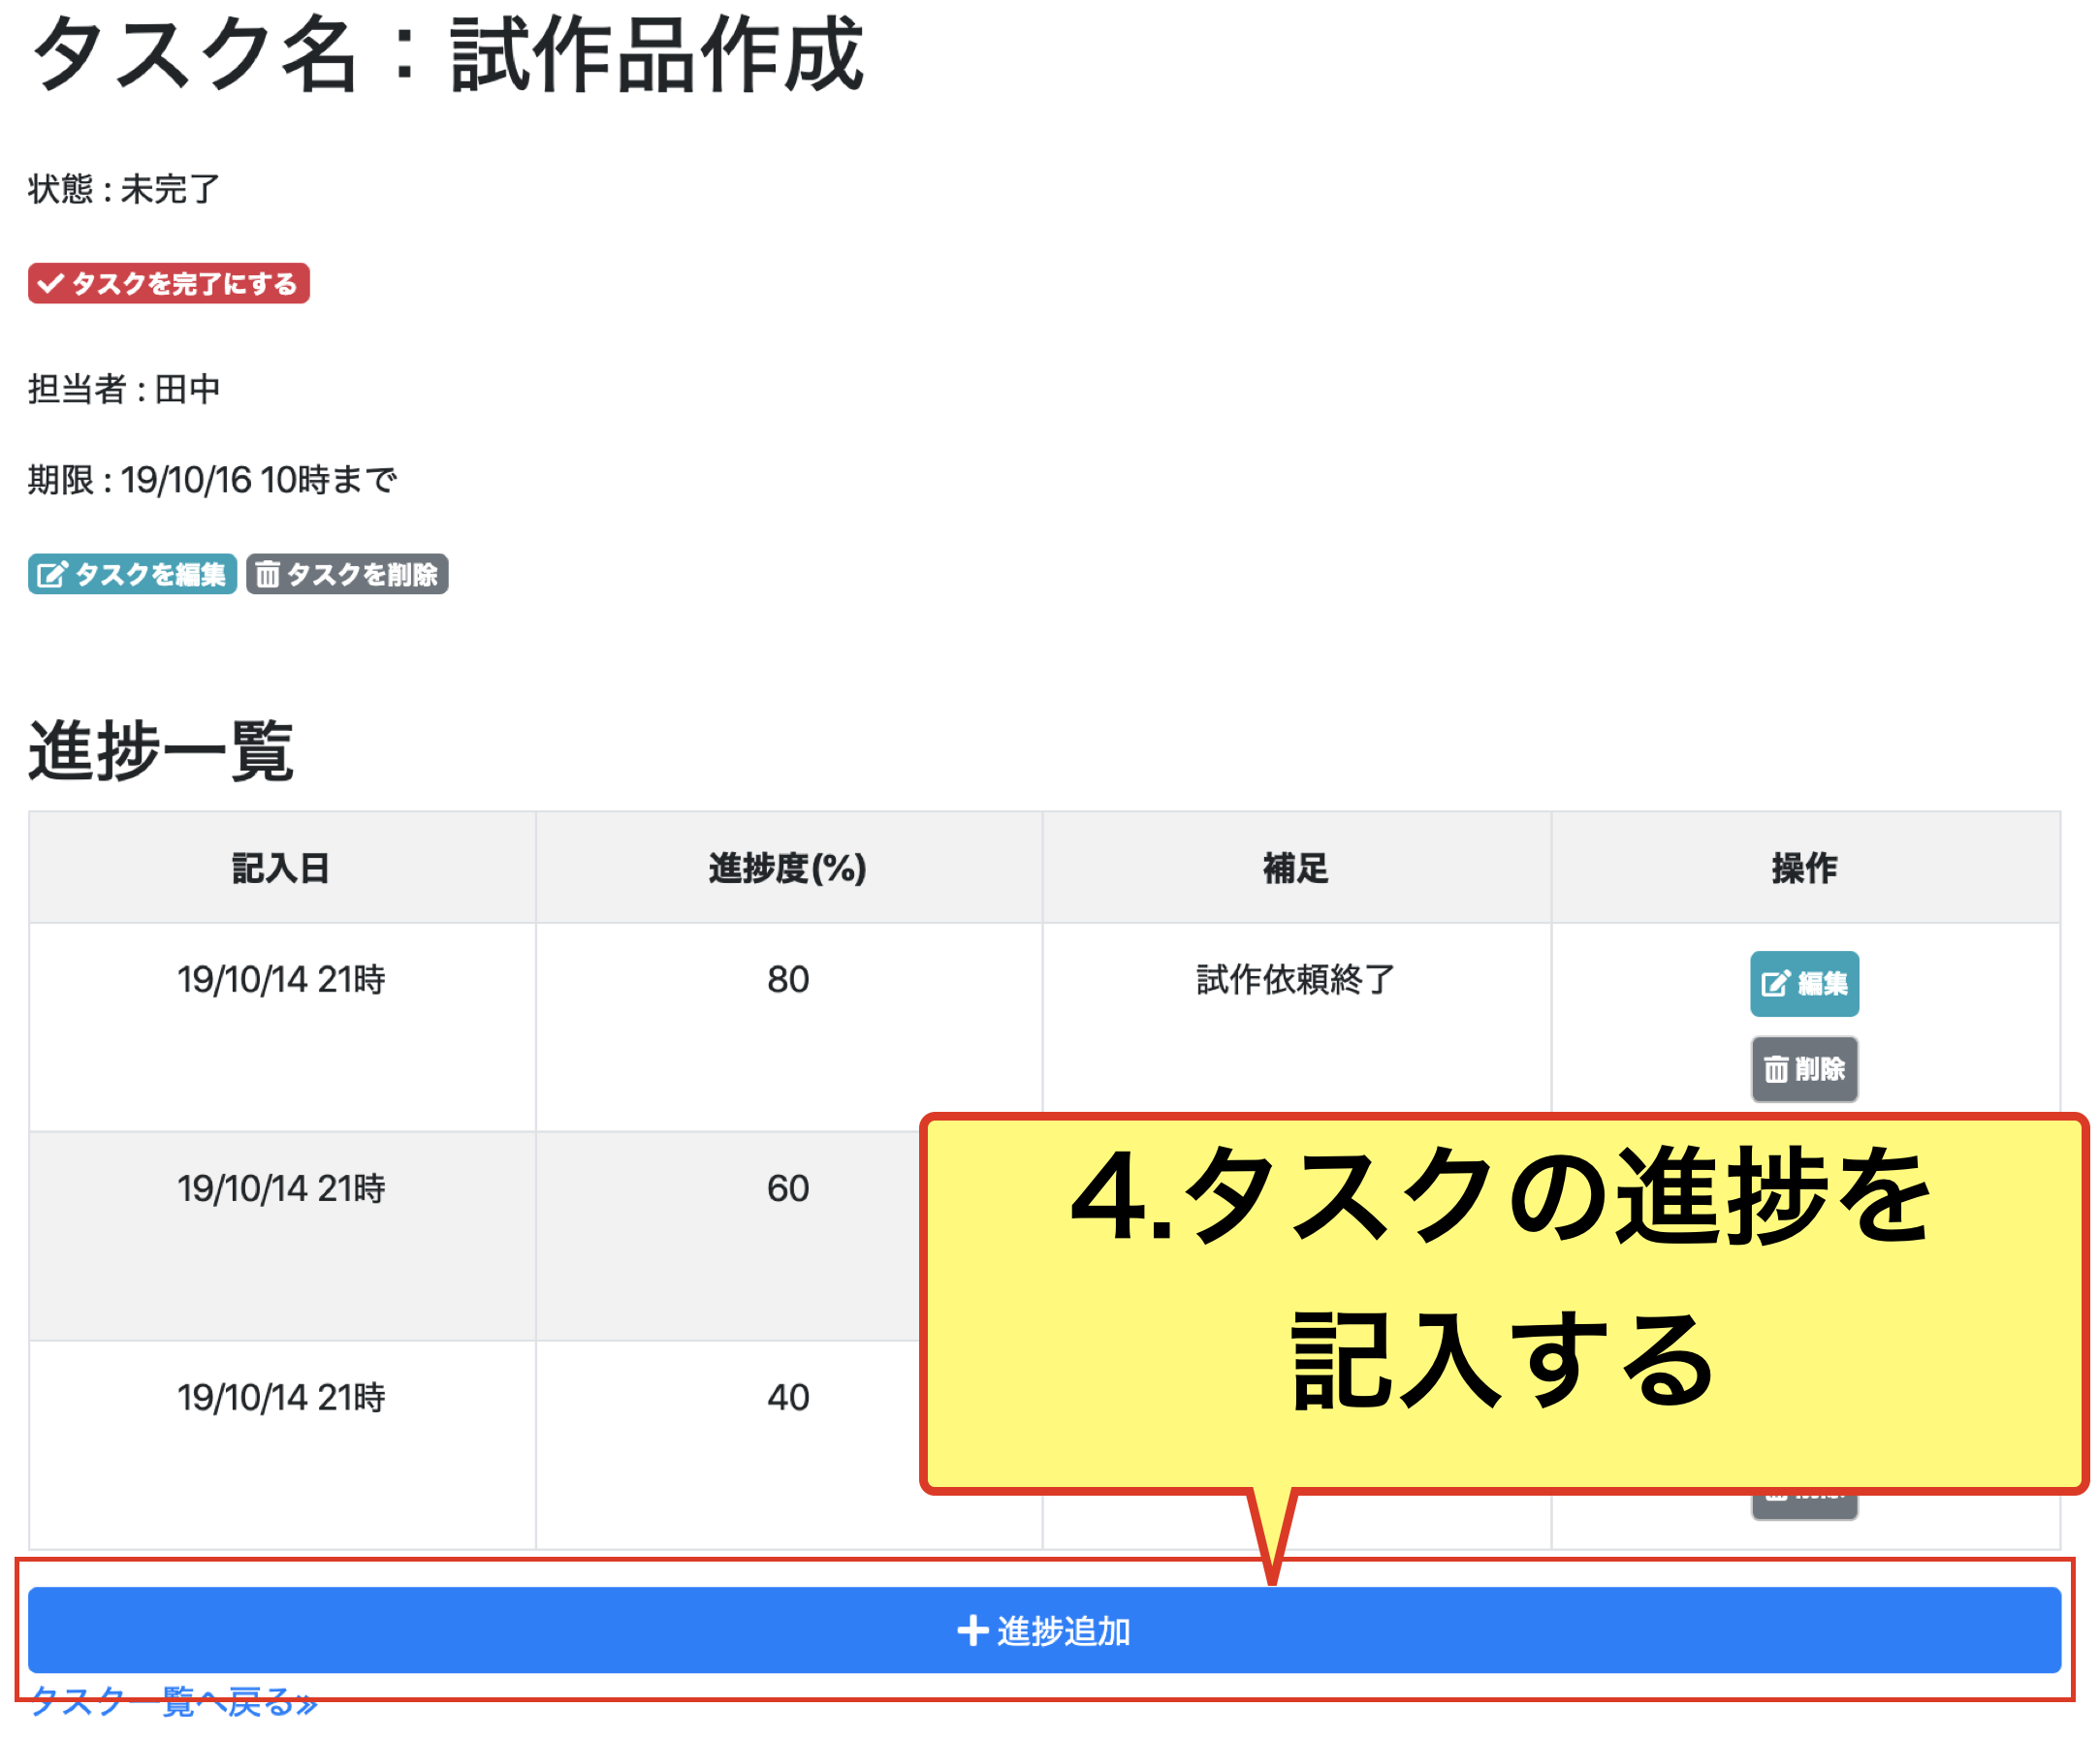 タスク名：試作品作成
状態 : 未完了
タスクを完了にする
担当者 : 田中
期限 : 19/10/16 10時まで
タスクを編集 タスクを削除
進捗一覧
記入日 進捗度(%) 補足 操作
19/10/14 21時 80 試作依頼終了 編集
削除
19/10/14 21時 60
19/10/14 21時 40
4.タスクの進捗を
記入する
進捗追加
タスク一覧へ戻る»